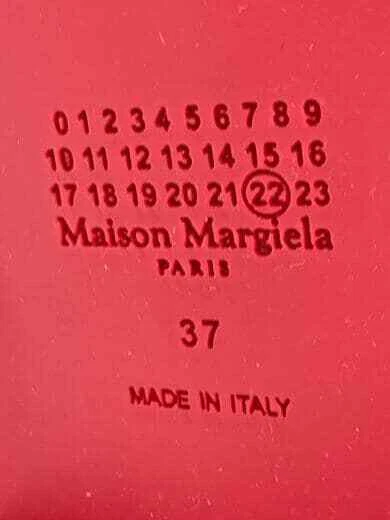 0 1 2 3 4 5 6 7 8 9
10 11 12 13 14 15 16
17 18 19 20 21 22 23
Maison Margiela
PARIS
37
MADE IN ITALY